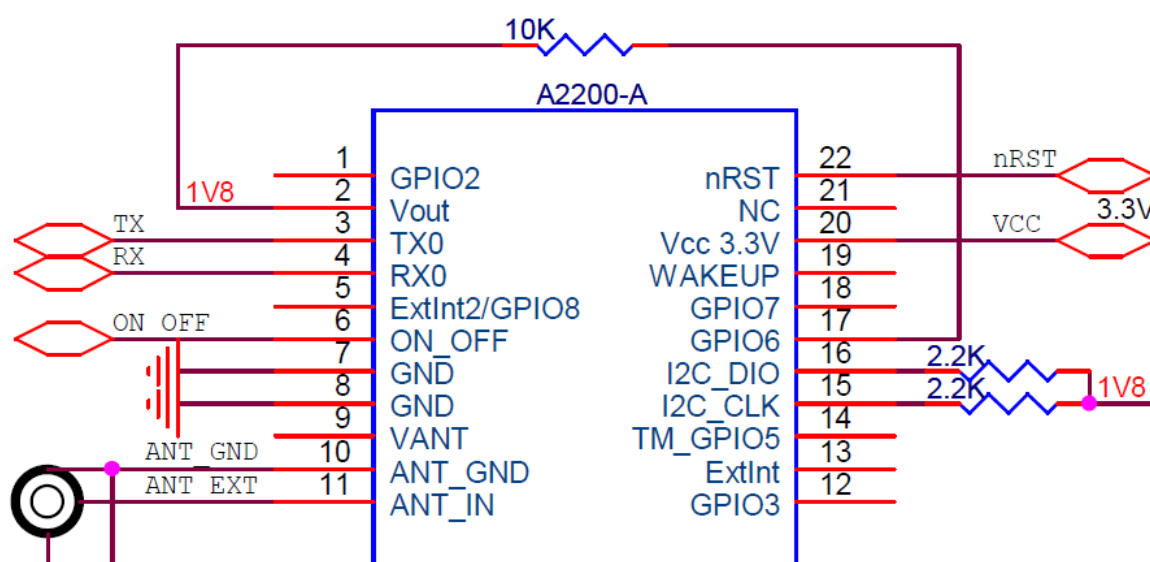 10K
A2200-A
1 GPIO2 nRST 22 nRST
1V8 2 Vout NC 21
TX 3 TX0 Vcc 3.3V 20 VCC 3.3V
RX 4 RX0 WAKEUP 19
5 ExtInt2/GPIO8 GPIO7 18
ON_OFF 6 ON_OFF GPIO6 17
7 GND I2C_DIO 16 2.2K
8 GND I2C_CLK 15 2.2K 1V8
9 VANT TM_GPIO5 14
ANT_GND 10 ANT_GND ExtInt 13
ANT_EXT 11 ANT_IN GPIO3 12